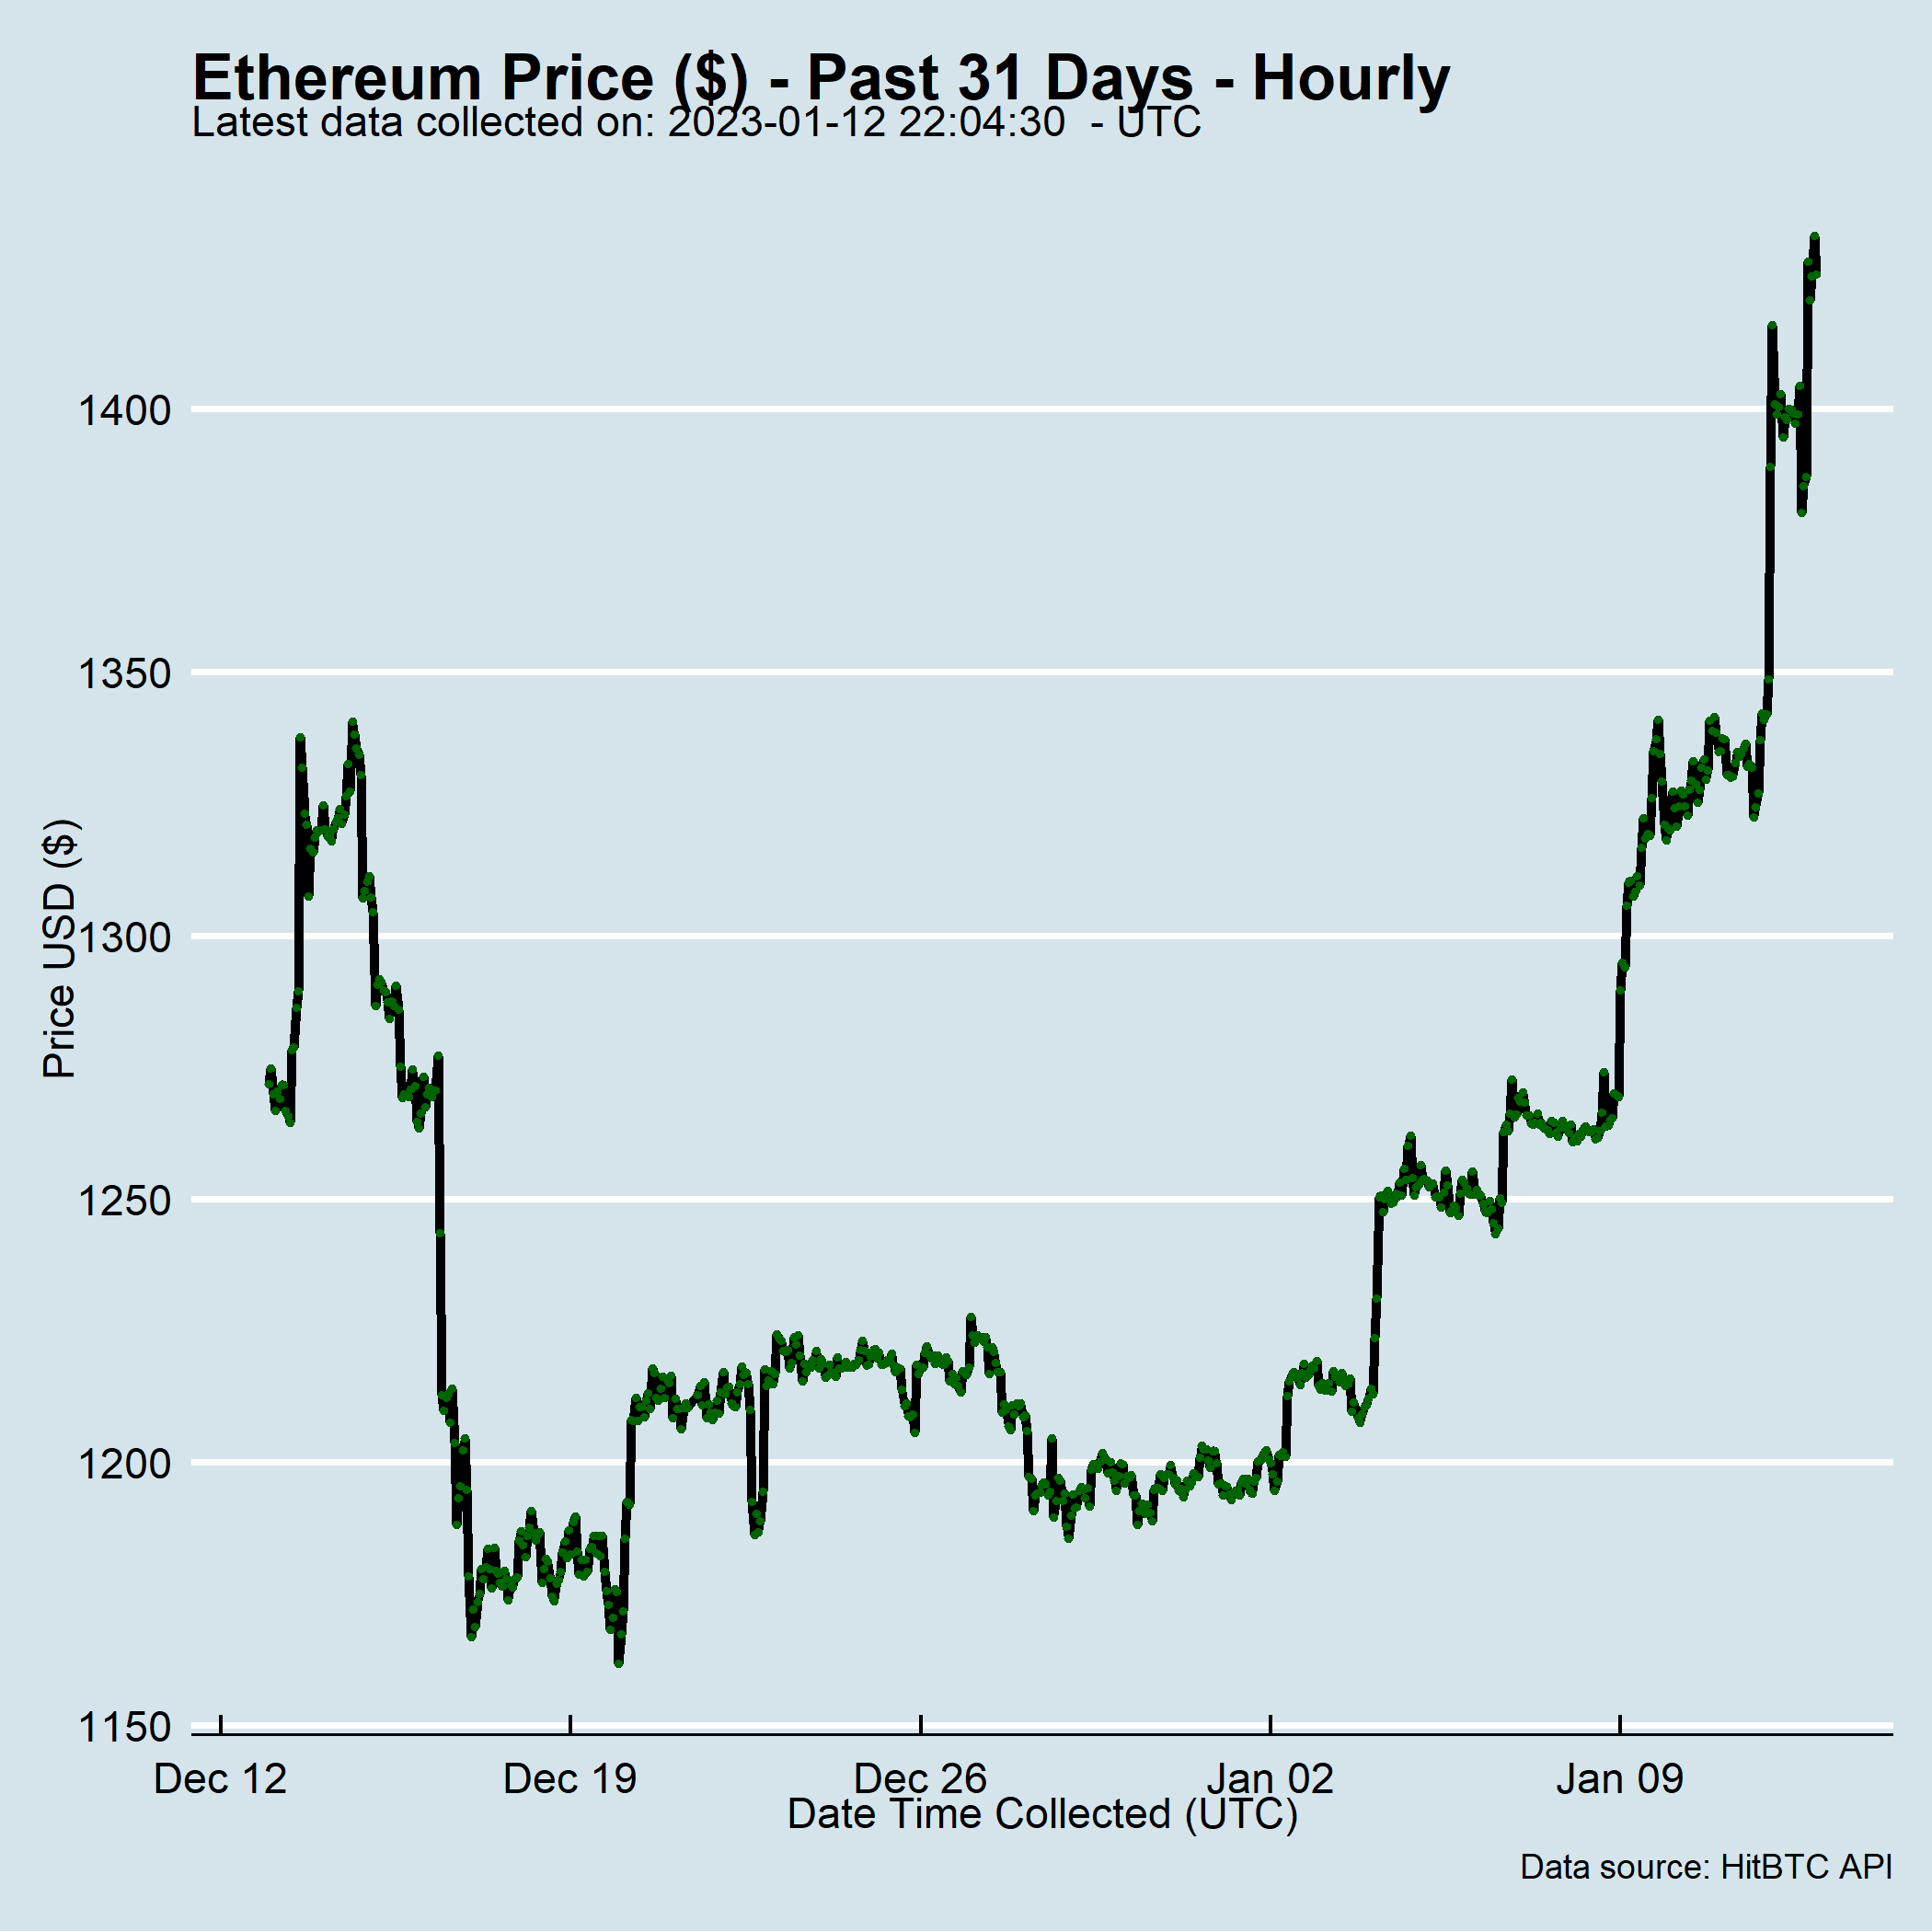 Ethereum Price ($) - Past 31 Days - Hourly
Latest data collected on: 2023-01-12 22:04:30  - UTC
Price USD ($)
1400
1350
1300
1250
1200
1150
Dec 12
Dec 19
Dec 26
Jan 02
Jan 09
Date Time Collected (UTC)
Data source: HitBTC API